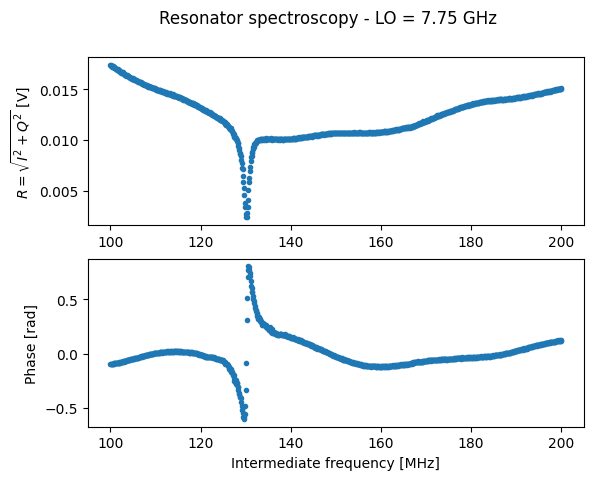 Resonator spectroscopy - LO = 7.75 GHz
R = √I² + Q² [V]
0.015
0.010
0.005
100 120 140 160 180 200
Phase [rad]
0.5
0.0
−0.5
100 120 140 160 180 200
Intermediate frequency [MHz]